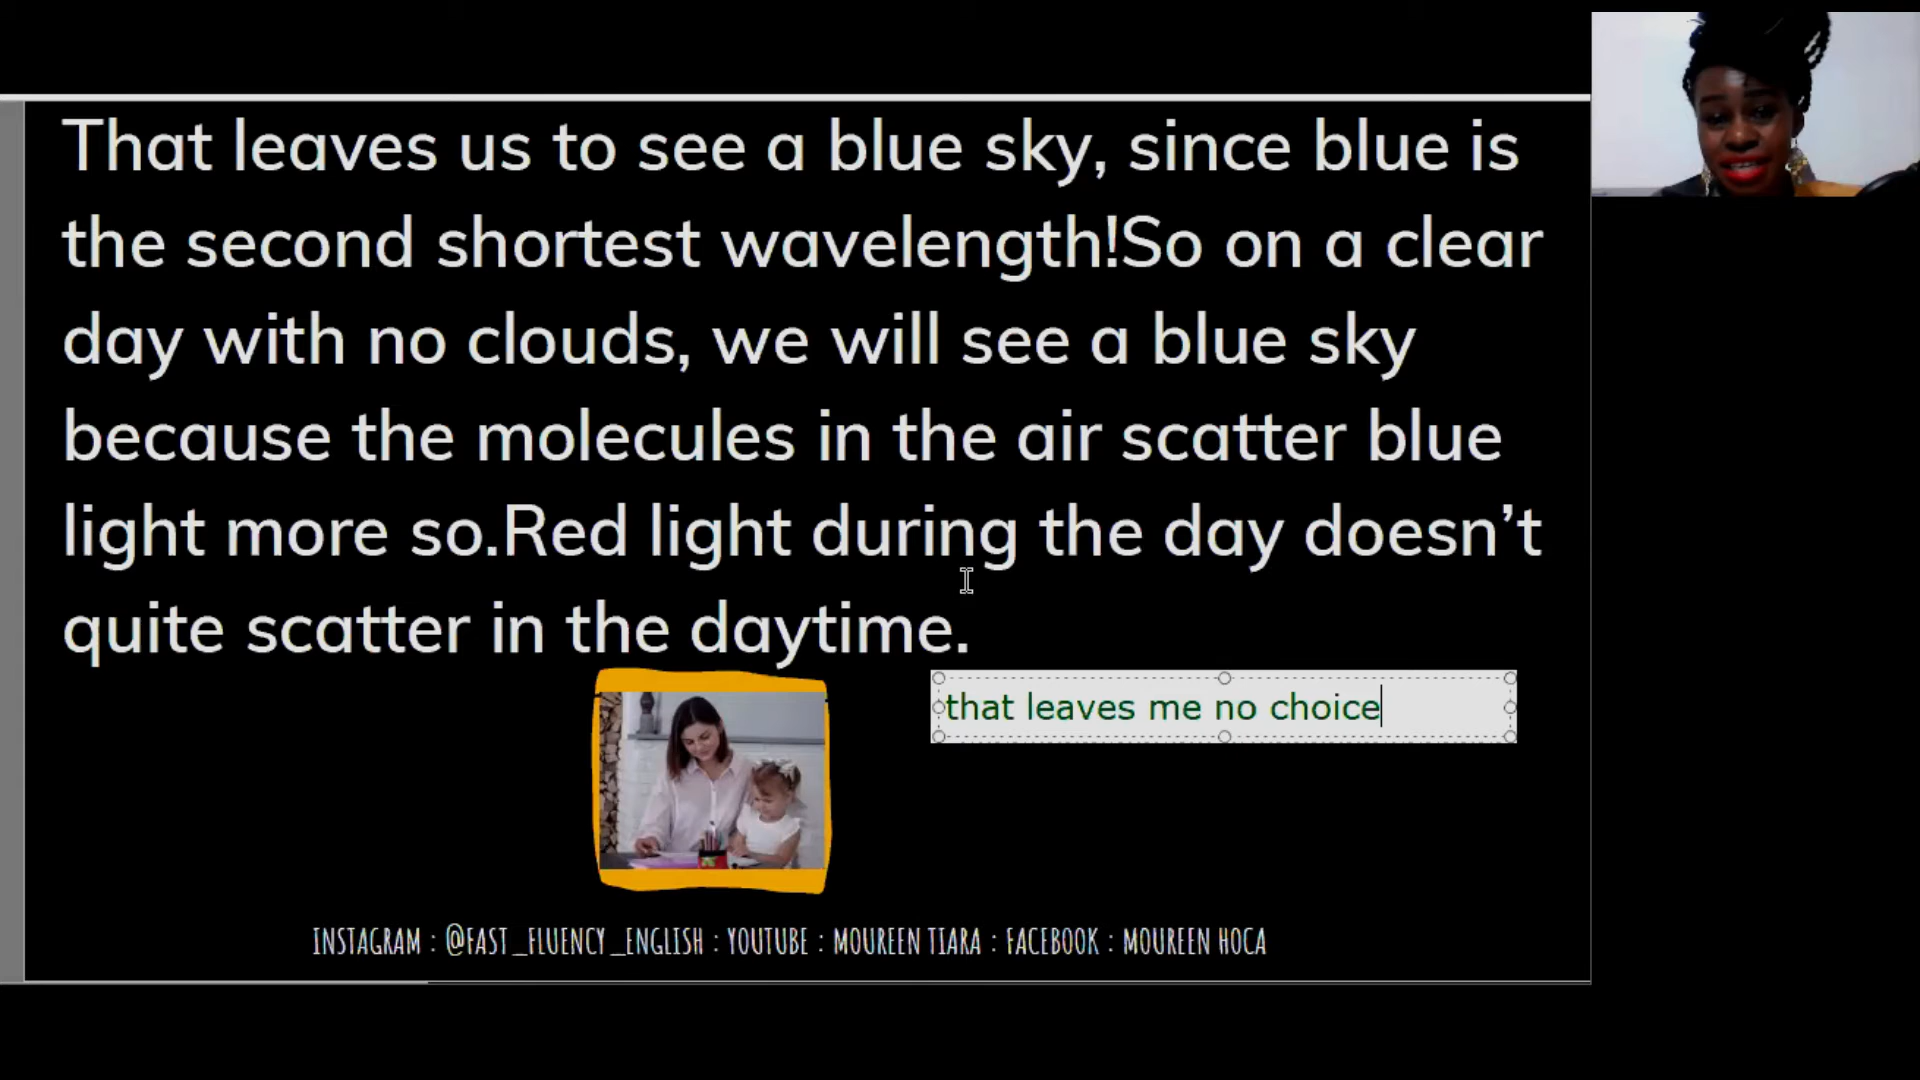 That leaves us to see a blue sky, since blue is
the second shortest wavelength!So on a clear
day with no clouds, we will see a blue sky
because the molecules in the air scatter blue
light more so.Red light during the day doesn’t
quite scatter in the daytime.
that leaves me no choice
INSTAGRAM : @FAST_FLUENCY_ENGLISH : YOUTUBE : MOUREEN TIARA : FACEBOOK : MOUREEN HOCA